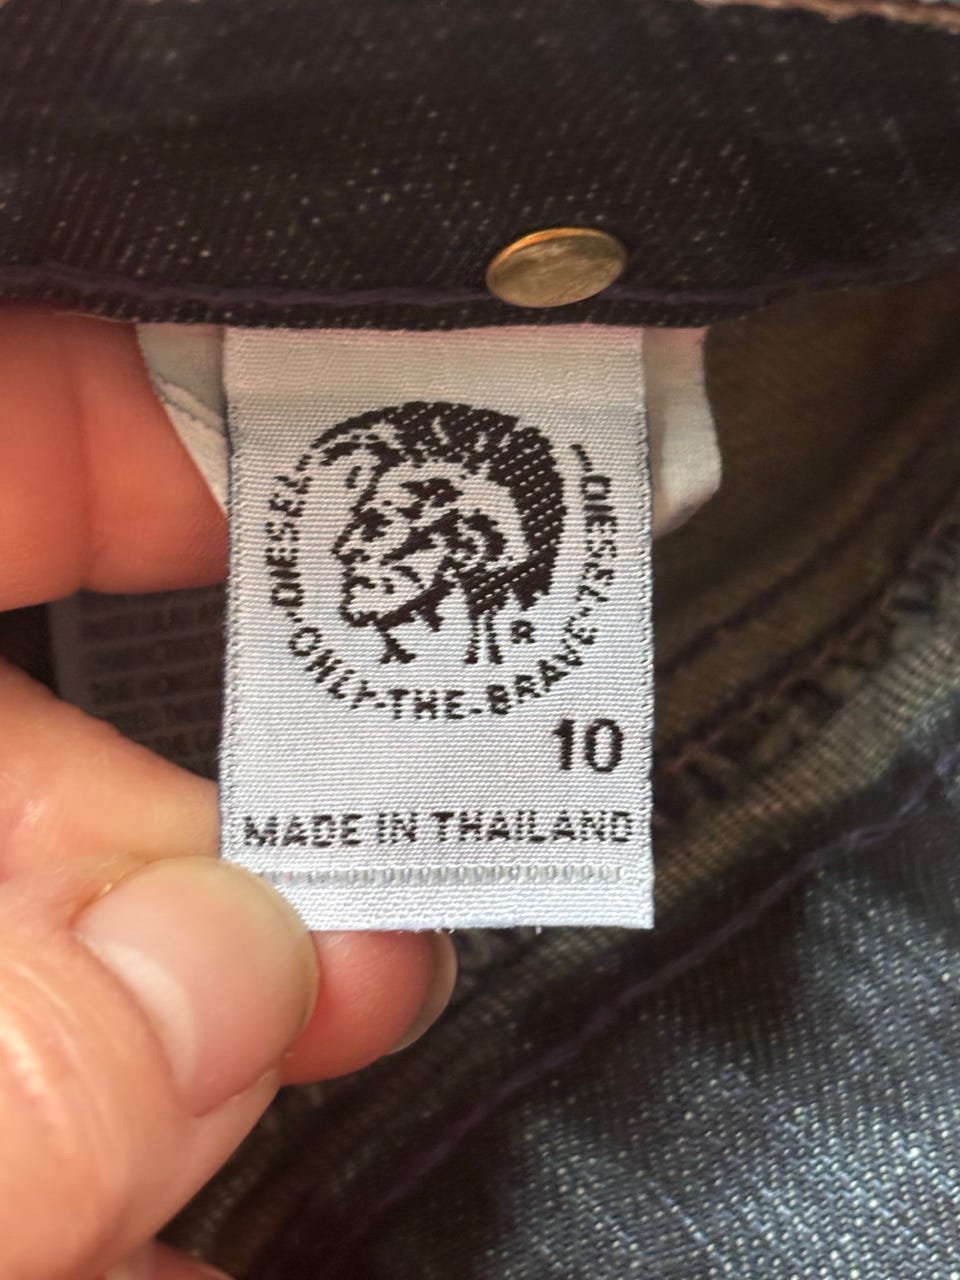 DIESEL-ONLY-THE-BRAVE-DIESEL
R
10
MADE IN THAILAND